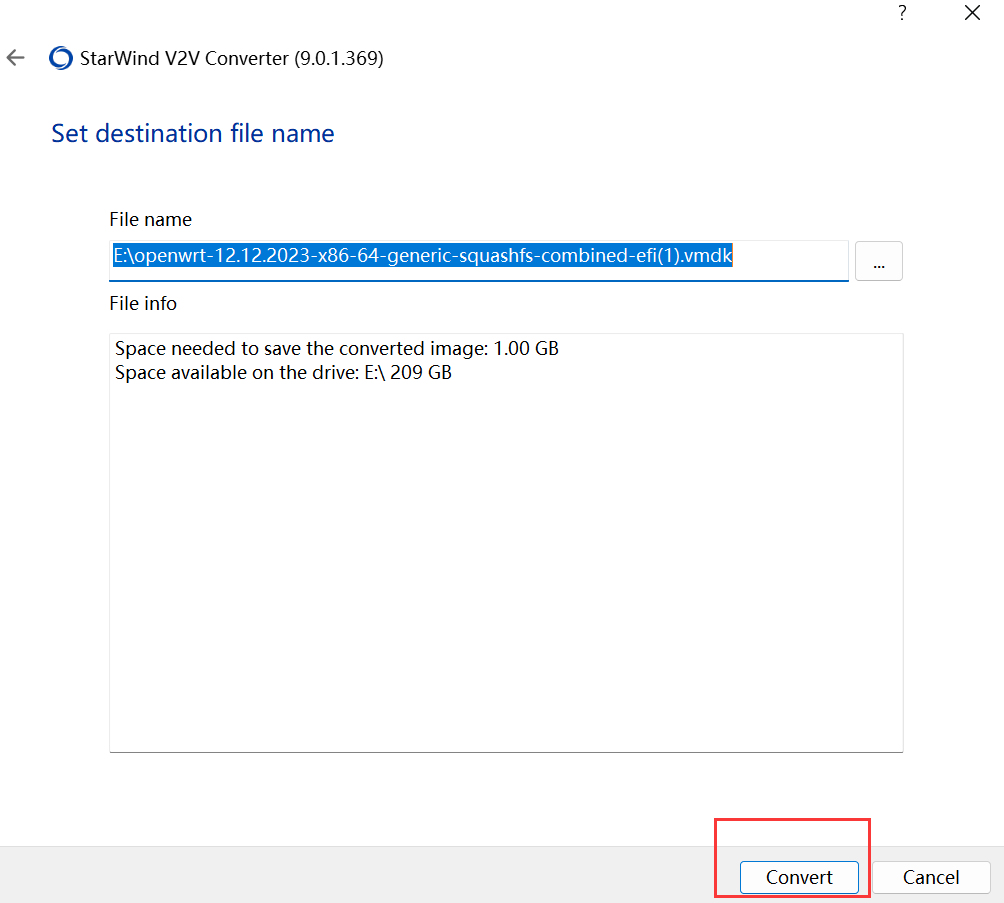 ?
StarWind V2V Converter (9.0.1.369)
Set destination file name
File name
E:\openwrt-12.12.2023-x86-64-generic-squashfs-combined-efi(1).vmdk
...
File info
Space needed to save the converted image: 1.00 GB
Space available on the drive: E:\ 209 GB
Convert
Cancel